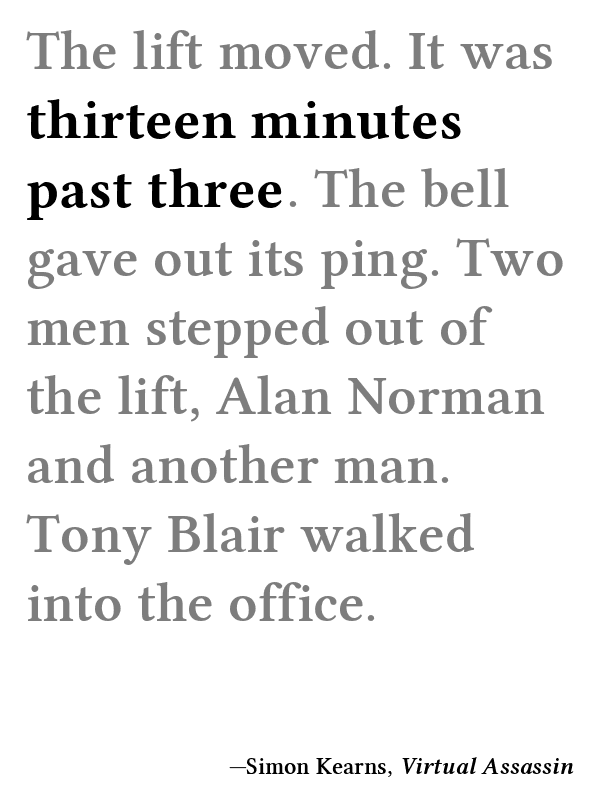 The lift moved. It was
thirteen minutes
past three. The bell
gave out its ping. Two
men stepped out of
the lift, Alan Norman
and another man.
Tony Blair walked
into the office.
—Simon Kearns, Virtual Assassin